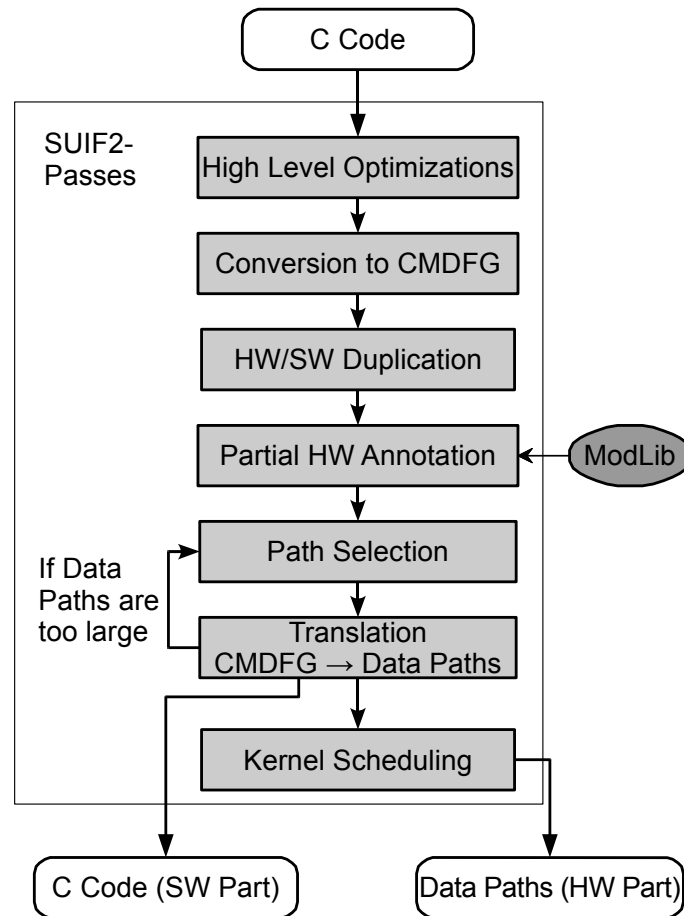 C Code
SUIF2-
Passes
High Level Optimizations
Conversion to CMDFG
HW/SW Duplication
Partial HW Annotation
ModLib
Path Selection
If Data
Paths are
too large
Translation
CMDFG → Data Paths
Kernel Scheduling
C Code (SW Part)
Data Paths (HW Part)